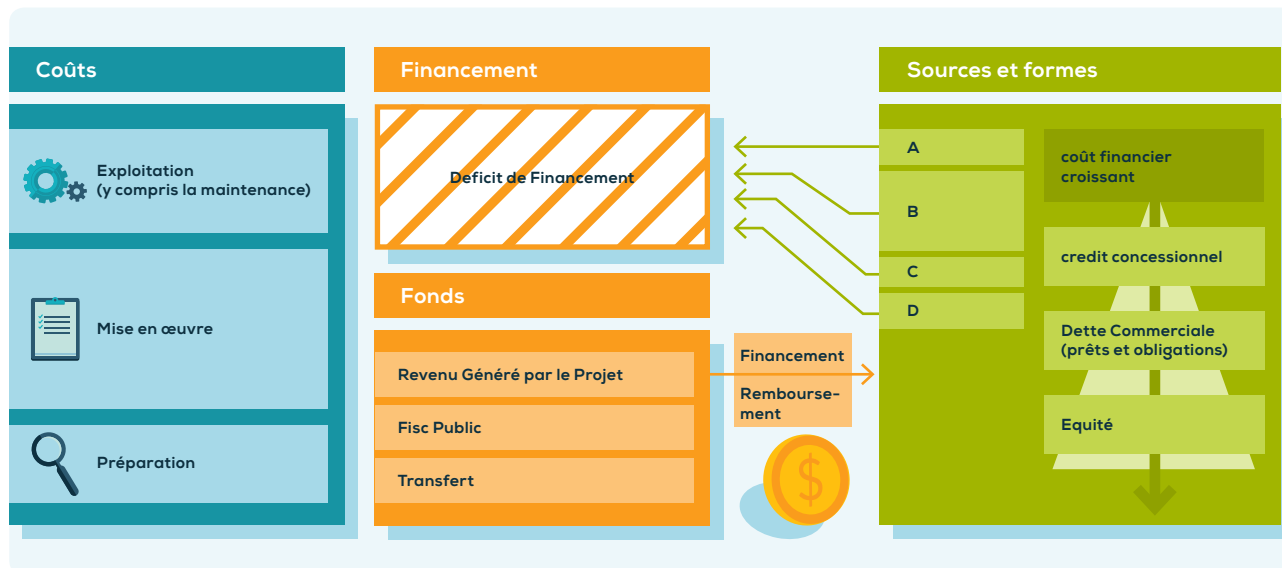 Coûts
Exploitation
(y compris la maintenance)
Mise en œuvre
Préparation
Financement
Deficit de Financement
Fonds
Revenu Généré par le Projet
Fisc Public
Transfert
Financement
Rembourse-
ment
$
Sources et formes
A
B
C
D
coût financier
croissant
credit concessionnel
Dette Commerciale
(prêts et obligations)
Equité